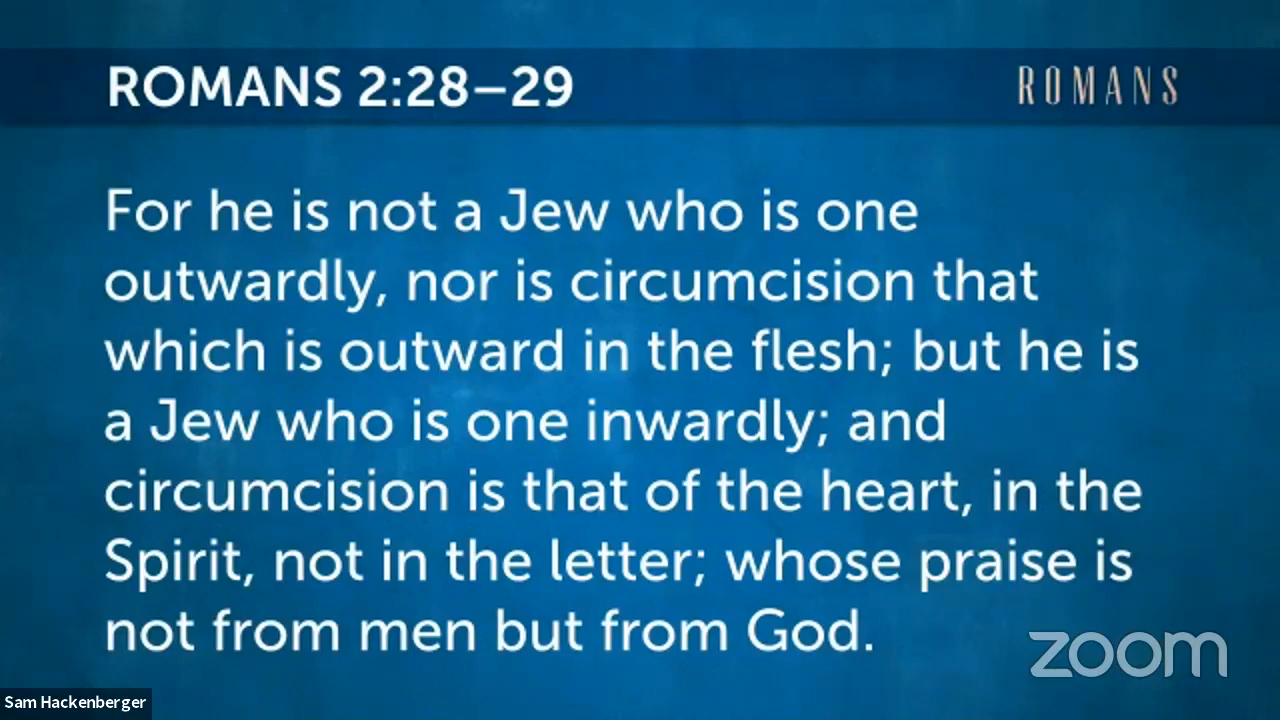 ROMANS 2:28–29
ROMANS
For he is not a Jew who is one
outwardly, nor is circumcision that
which is outward in the flesh; but he is
a Jew who is one inwardly; and
circumcision is that of the heart, in the
Spirit, not in the letter; whose praise is
not from men but from God.
zoom
Sam Hackenberger